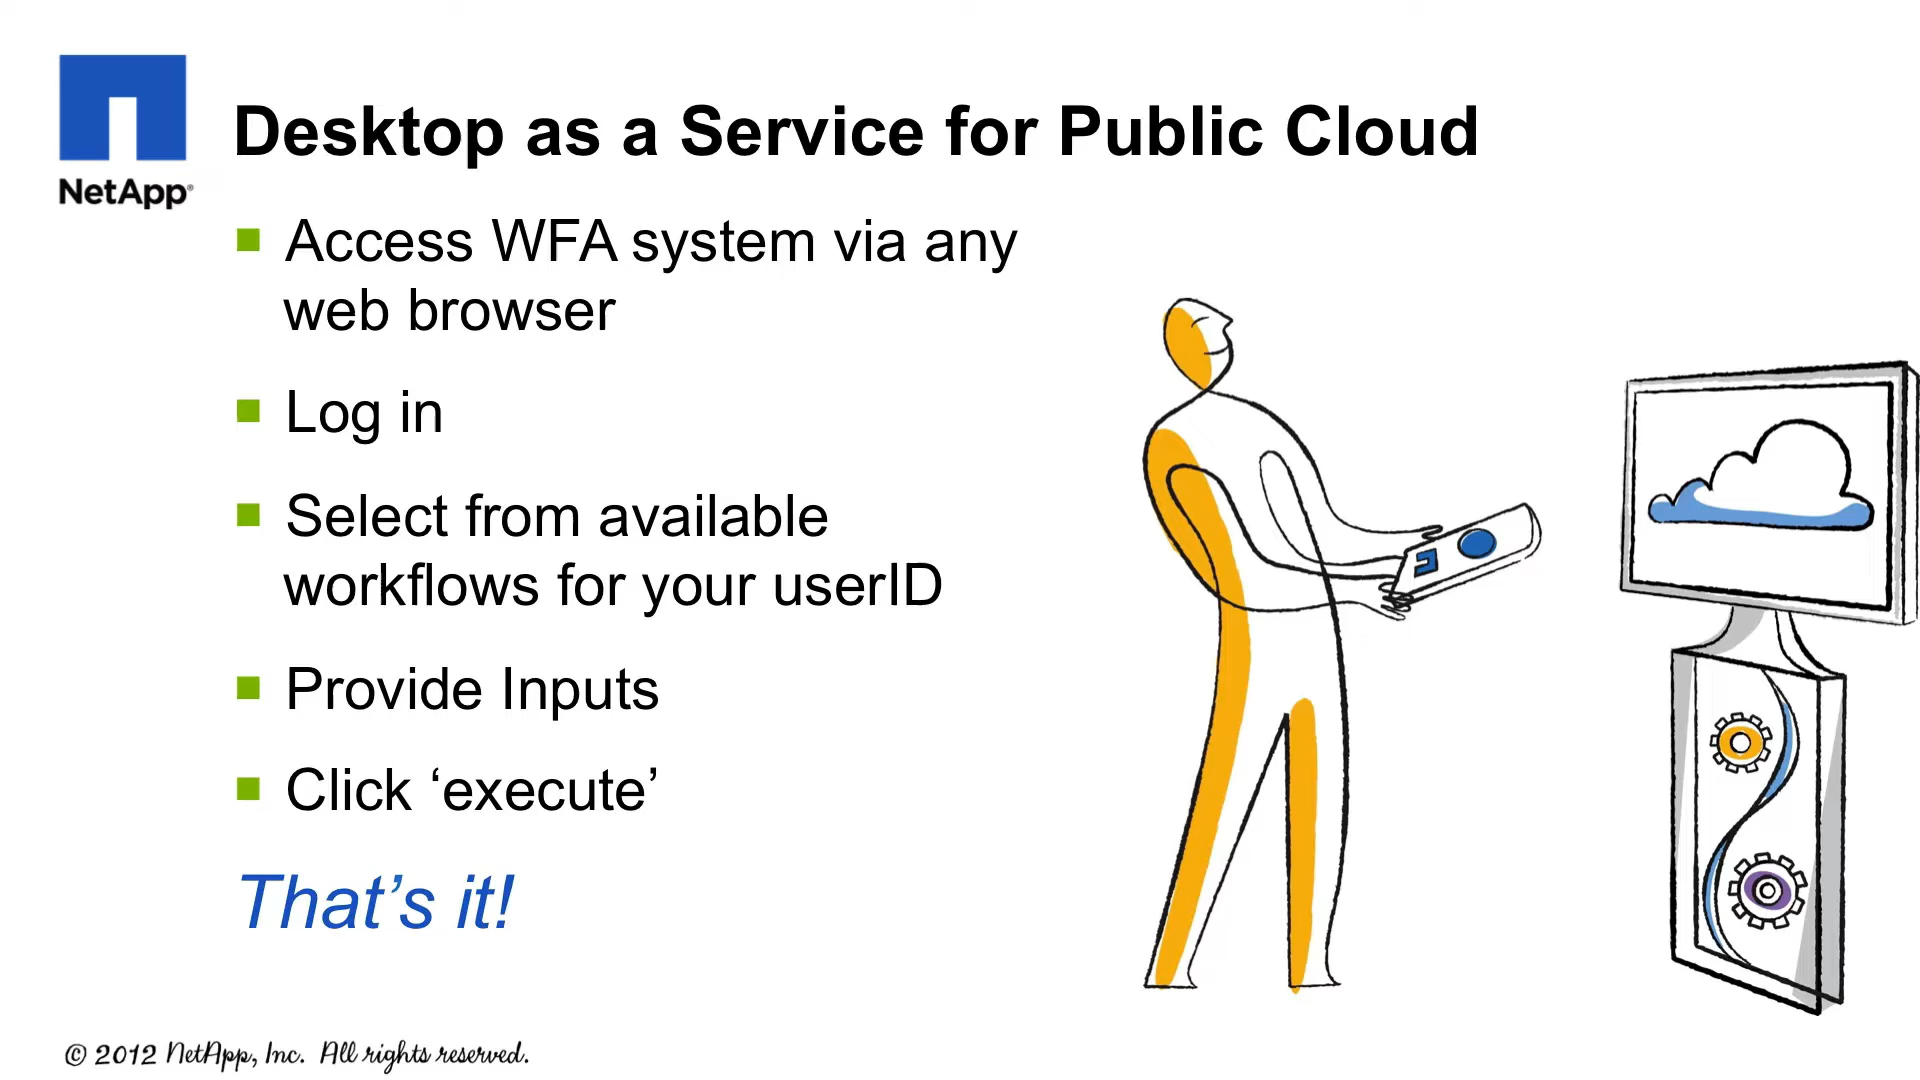 NetApp®
Desktop as a Service for Public Cloud
Access WFA system via any
web browser
Log in
Select from available
workflows for your userID
Provide Inputs
Click ‘execute’
That’s it!
© 2012 NetApp, Inc. All rights reserved.